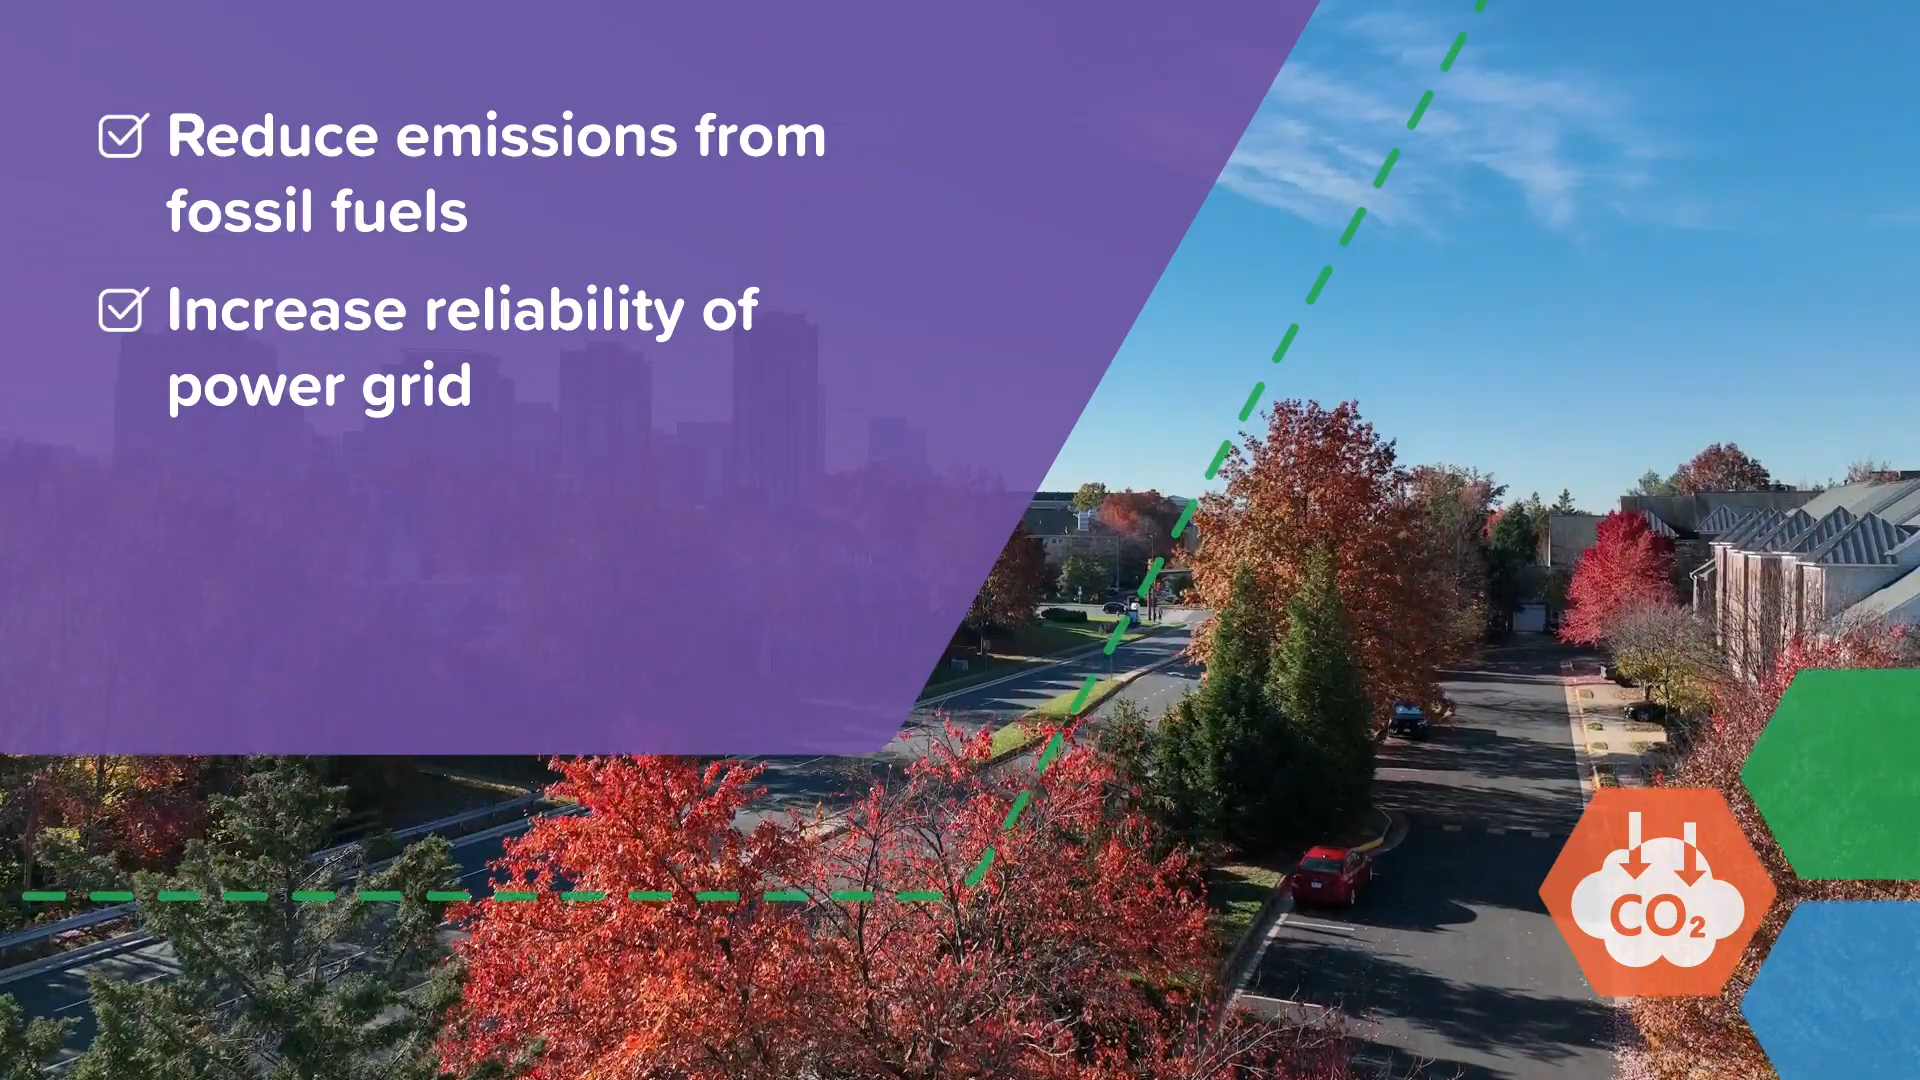 Reduce emissions from
fossil fuels
Increase reliability of
power grid
CO₂